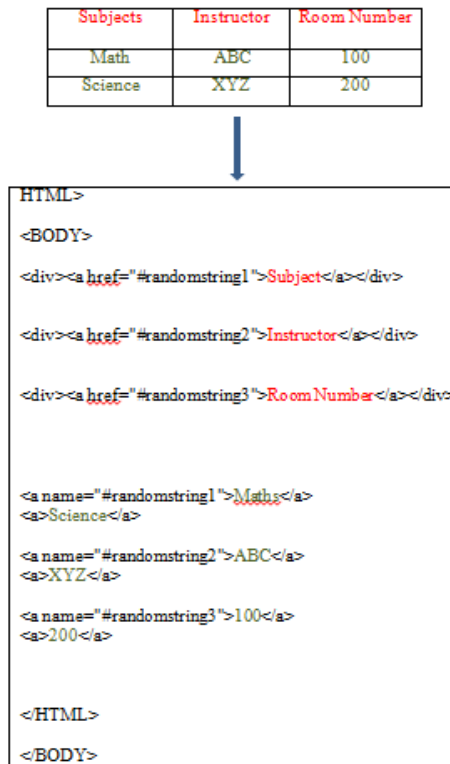 Subjects Instructor Room Number
Math ABC 100
Science XYZ 200
HTML>
<BODY>
<div><a href="#randomstring1">Subject</a></div>
<div><a href="#randomstring2">Instructor</a></div>
<div><a href="#randomstring3">Room Number</a></div>
<a name="#randomstring1">Maths</a>
<a>Science</a>
<a name="#randomstring2">ABC</a>
<a>XYZ</a>
<a name="#randomstring3">100</a>
<a>200</a>
</HTML>
</BODY>